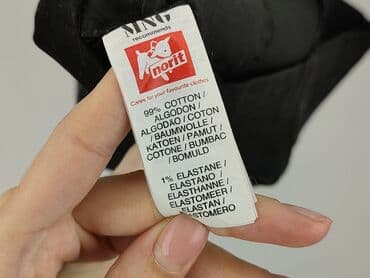 MNG
recommends
norit
Cares for your favourite clothes
99% COTTON /
ALGODON /
ALGODÃO / COTON
/ BAUMWOLLE /
KATOEN / PAMUT /
COTONE / BUMBAC
/ BOMULD
1% ELASTANE /
ELASTANO /
ELASTHANNE /
ELASTOMEER /
ELASTAN /
ELASTOMERO